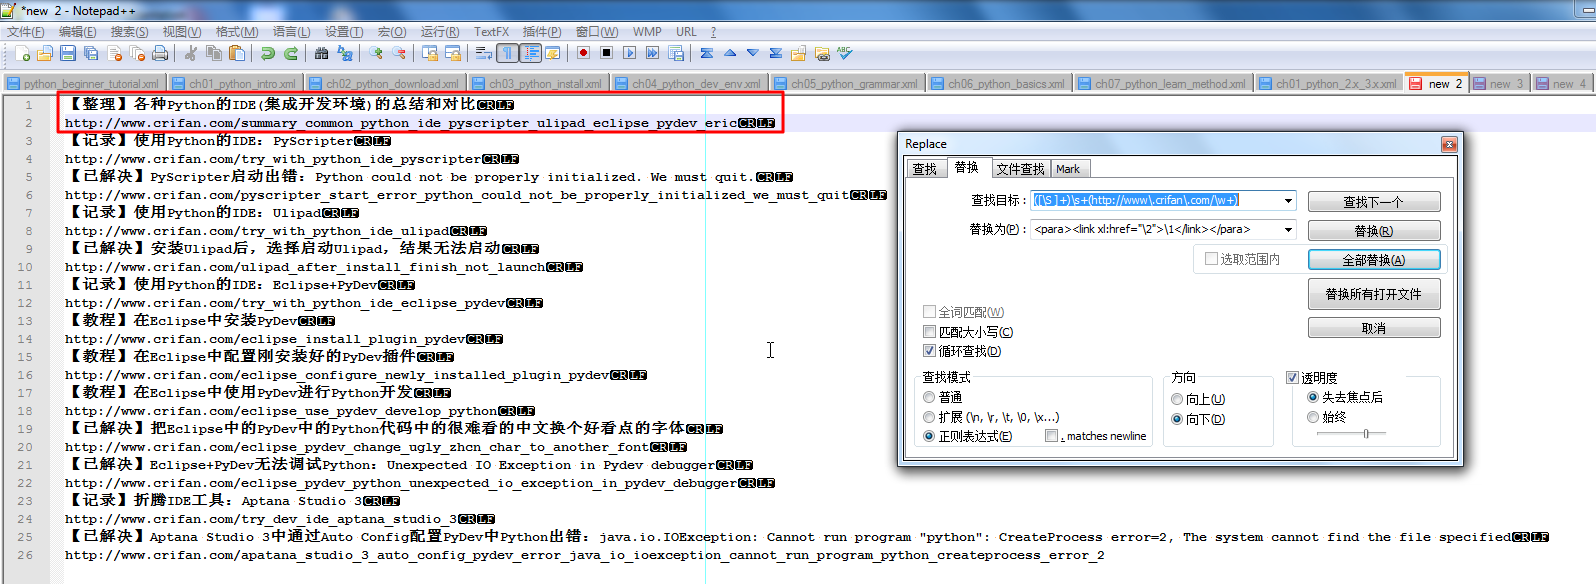 *new  2 - Notepad++
文件(F) 编辑(E) 搜索(S) 视图(V) 格式(M) 语言(L) 设置(T) 宏(O) 运行(R) TextFX 插件(P) 窗口(W) WMP URL ?
python_beginner_tutorial.xml ch01_python_intro.xml ch02_python_download.xml ch03_python_install.xml ch04_python_dev_env.xml ch05_python_grammar.xml ch06_python_basics.xml ch07_python_learn_method.xml ch01_python_2.x_3.x.xml new  2 new  3 new  4
1 【整理】各种Python的IDE(集成开发环境)的总结和对比CRLF
2 http://www.crifan.com/summary_common_python_ide_pyscripter_ulipad_eclipse_pydev_ericCRLF
3 【记录】使用Python的IDE：PyScripterCRLF
4 http://www.crifan.com/try_with_python_ide_pyscripterCRLF
5 【已解决】PyScripter启动出错：Python could not be properly initialized. We must quit.CRLF
6 http://www.crifan.com/pyscripter_start_error_python_could_not_be_properly_initialized_we_must_quitCRLF
7 【记录】使用Python的IDE：UlipadCRLF
8 http://www.crifan.com/try_with_python_ide_ulipadCRLF
9 【已解决】安装Ulipad后，选择启动Ulipad，结果无法启动CRLF
10 http://www.crifan.com/ulipad_after_install_finish_not_launchCRLF
11 【记录】使用Python的IDE：Eclipse+PyDevCRLF
12 http://www.crifan.com/try_with_python_ide_eclipse_pydevCRLF
13 【教程】在Eclipse中安装PyDevCRLF
14 http://www.crifan.com/eclipse_install_plugin_pydevCRLF
15 【教程】在Eclipse中配置刚安装好的PyDev插件CRLF
16 http://www.crifan.com/eclipse_configure_newly_installed_plugin_pydevCRLF
17 【教程】在Eclipse中使用PyDev进行Python开发CRLF
18 http://www.crifan.com/eclipse_use_pydev_develop_pythonCRLF
19 【已解决】把Eclipse中的PyDev中的Python代码中的很难看的中文换个好看点的字体CRLF
20 http://www.crifan.com/eclipse_pydev_change_ugly_zhcn_char_to_another_fontCRLF
21 【已解决】Eclipse+PyDev无法调试Python：Unexpected IO Exception in Pydev debuggerCRLF
22 http://www.crifan.com/eclipse_pydev_python_unexpected_io_exception_in_pydev_debuggerCRLF
23 【记录】折腾IDE工具：Aptana Studio 3CRLF
24 http://www.crifan.com/try_dev_ide_aptana_studio_3CRLF
25 【已解决】Aptana Studio 3中通过Auto Config配置PyDev中Python出错：java.io.IOException: Cannot run program "python": CreateProcess error=2, The system cannot find the file specifiedCRLF
26 http://www.crifan.com/apatana_studio_3_auto_config_pydev_error_java_io_ioexception_cannot_run_program_python_createprocess_error_2
Replace
查找 替换 文件查找 Mark
查找目标： ([\S ]+)\s+(http://www\.crifan\.com/\w+) 查找下一个
替换为(P)： <para><link xl:href="\2">\1</link></para> 替换(R)
选取范围内 全部替换(A)
替换所有打开文件
取消
全词匹配(W)
匹配大小写(C)
循环查找(D)
查找模式 方向 透明度
普通 向上(U) 失去焦点后
扩展 (\n, \r, \t, \0, \x...) 向下(D) 始终
正则表达式(E) . matches newline